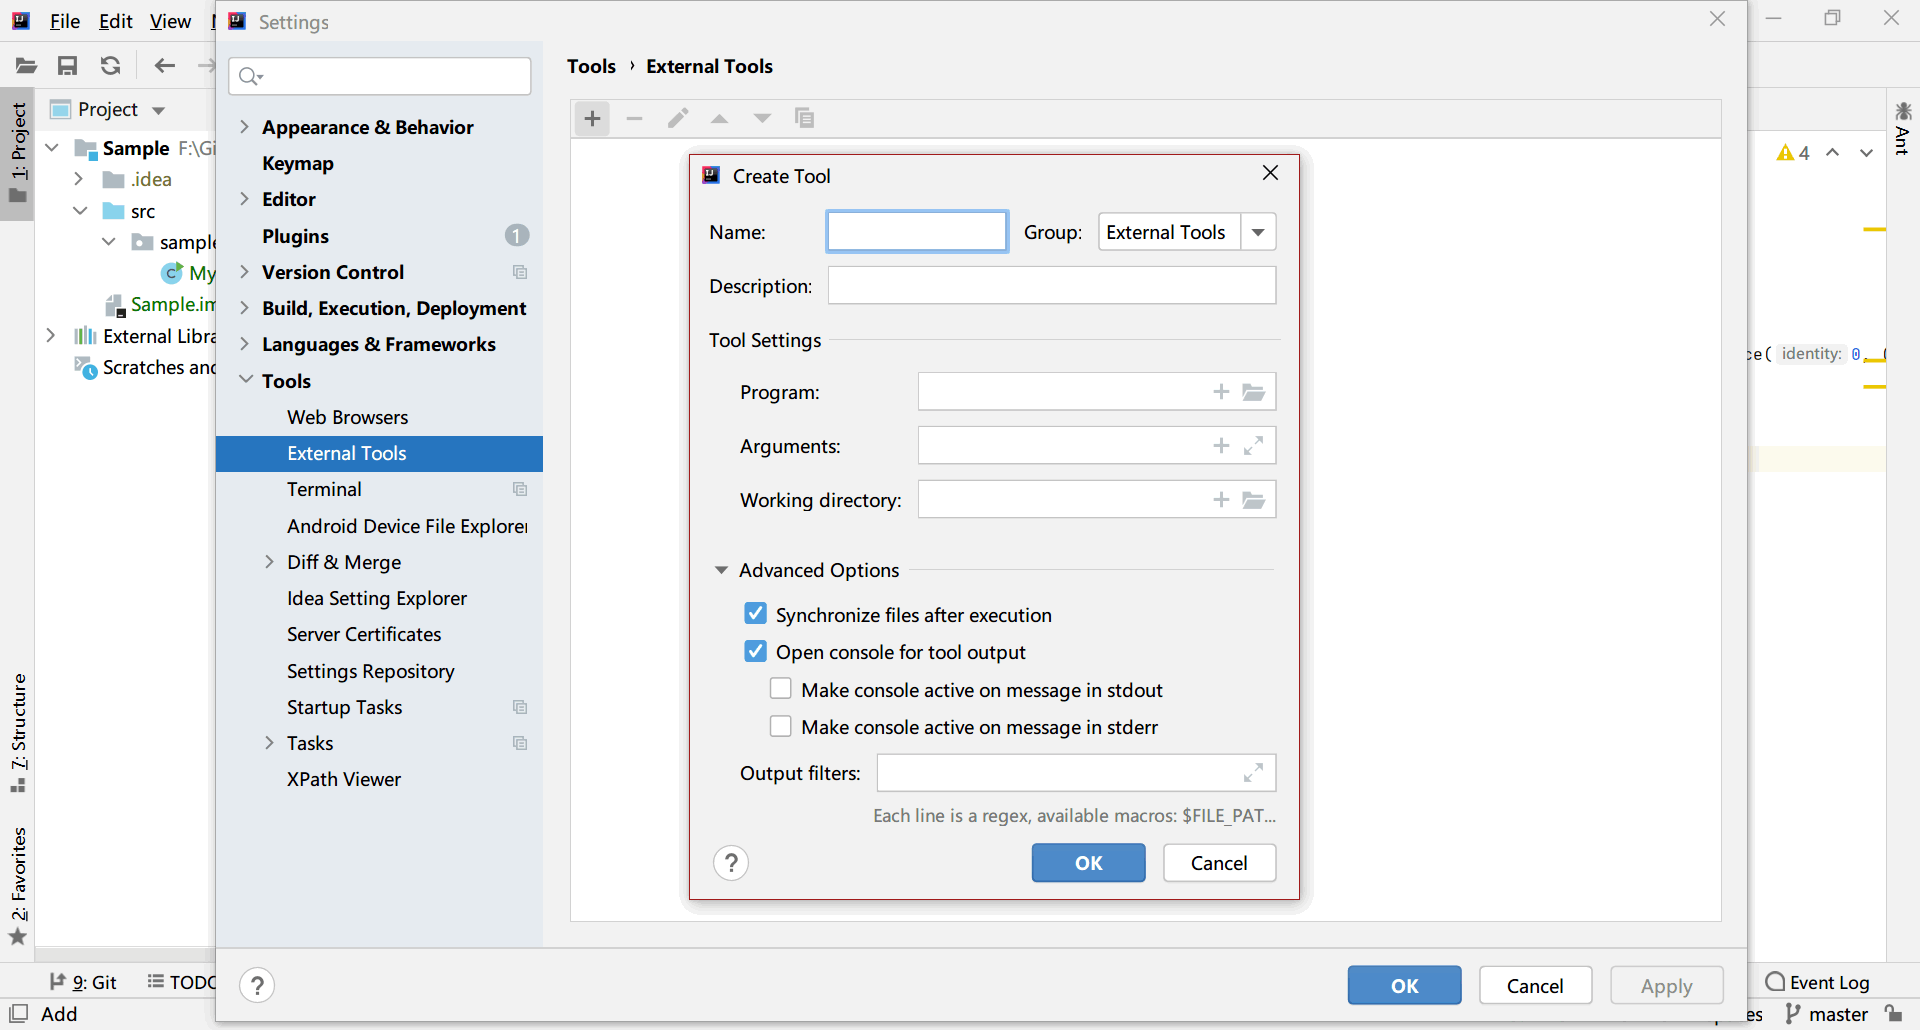 File Edit View
Settings
Project
Sample F:\Gi
.idea
src
sample
My
Sample.im
External Libra
Scratches and
1: Project
7: Structure
2: Favorites
Appearance & Behavior
Keymap
Editor
Plugins 1
Version Control
Build, Execution, Deployment
Languages & Frameworks
Tools
Web Browsers
External Tools
Terminal
Android Device File Explorer
Diff & Merge
Idea Setting Explorer
Server Certificates
Settings Repository
Startup Tasks
Tasks
XPath Viewer
Tools › External Tools
Create Tool
Name:
Group: External Tools
Description:
Tool Settings
Program:
Arguments:
Working directory:
Advanced Options
Synchronize files after execution
Open console for tool output
Make console active on message in stdout
Make console active on message in stderr
Output filters:
Each line is a regex, available macros: $FILE_PAT...
? OK Cancel
? OK Cancel Apply
4
Ant
ce( identity: 0,
9: Git TODO
Event Log
Add
es master